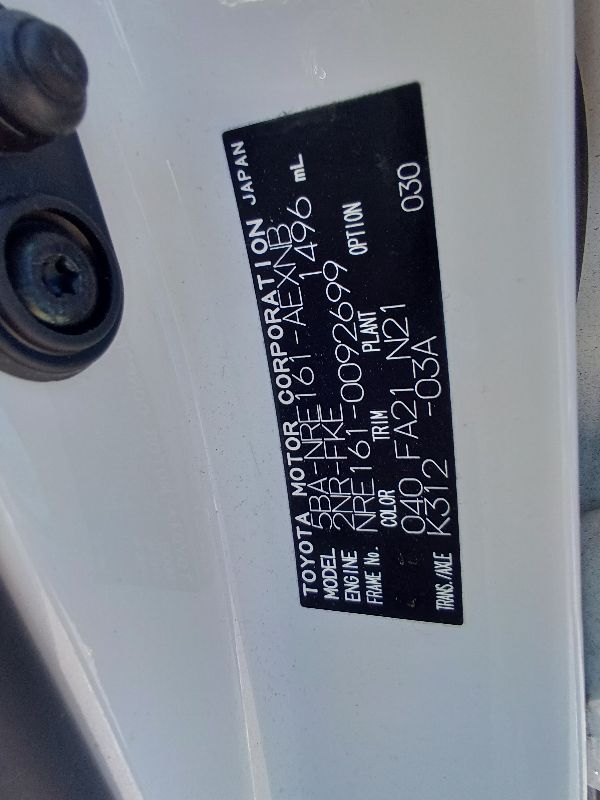 TOYOTA MOTOR CORPORATION JAPAN
MODEL 5BA-NRE161-AEXNB
ENGINE 2NR-FKE 1496 mL
FRAME No. NRE161-0092699
COLOR TRIM PLANT OPTION
040 FA21 N21 030
TRANS./AXLE K312 -03A